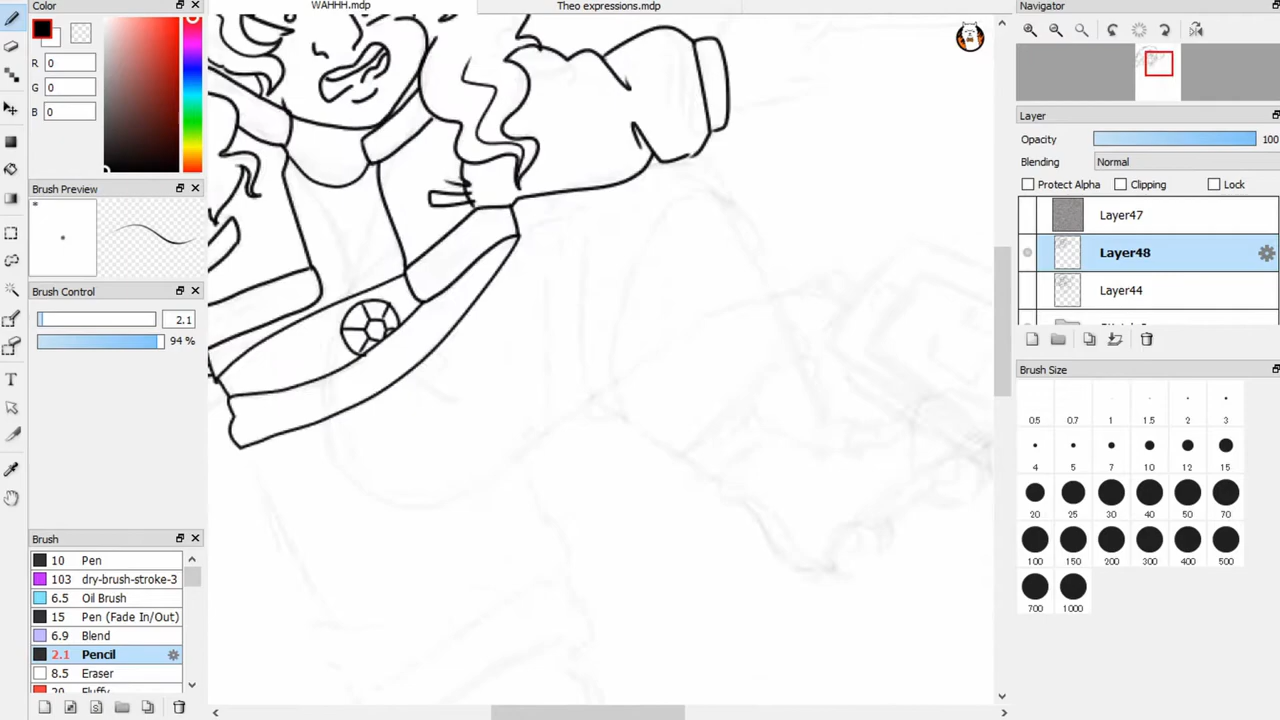 Color
WAHHH.mdp
Theo expressions.mdp
Navigator
R 0
G 0
B 0
Layer
Opacity 100
Blending Normal
Protect Alpha Clipping Lock
Brush Preview
Layer47
Layer48
Layer44
Brush Control
2.1
94 %
Brush Size
0.5 0.7 1 1.5 2 3
4 5 7 10 12 15
20 25 30 40 50 70
100 150 200 300 400 500
700 1000
Brush
10 Pen
103 dry-brush-stroke-3
6.5 Oil Brush
15 Pen (Fade In/Out)
6.9 Blend
2.1 Pencil
8.5 Eraser
20 Fluffy